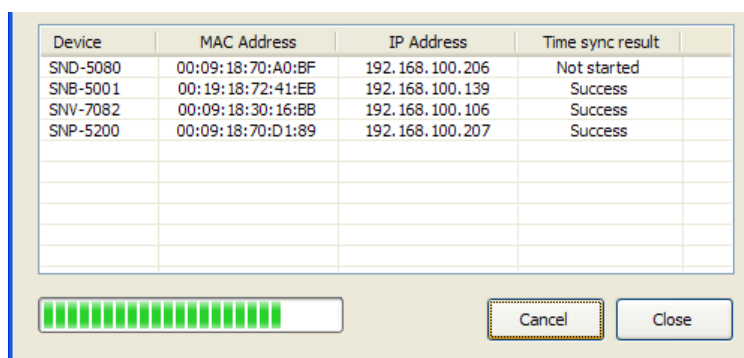 Device MAC Address IP Address Time sync result
SND-5080 00:09:18:70:A0:BF 192.168.100.206 Not started
SNB-5001 00:19:18:72:41:EB 192.168.100.139 Success
SNV-7082 00:09:18:30:16:BB 192.168.100.106 Success
SNP-5200 00:09:18:70:D1:89 192.168.100.207 Success
Cancel Close